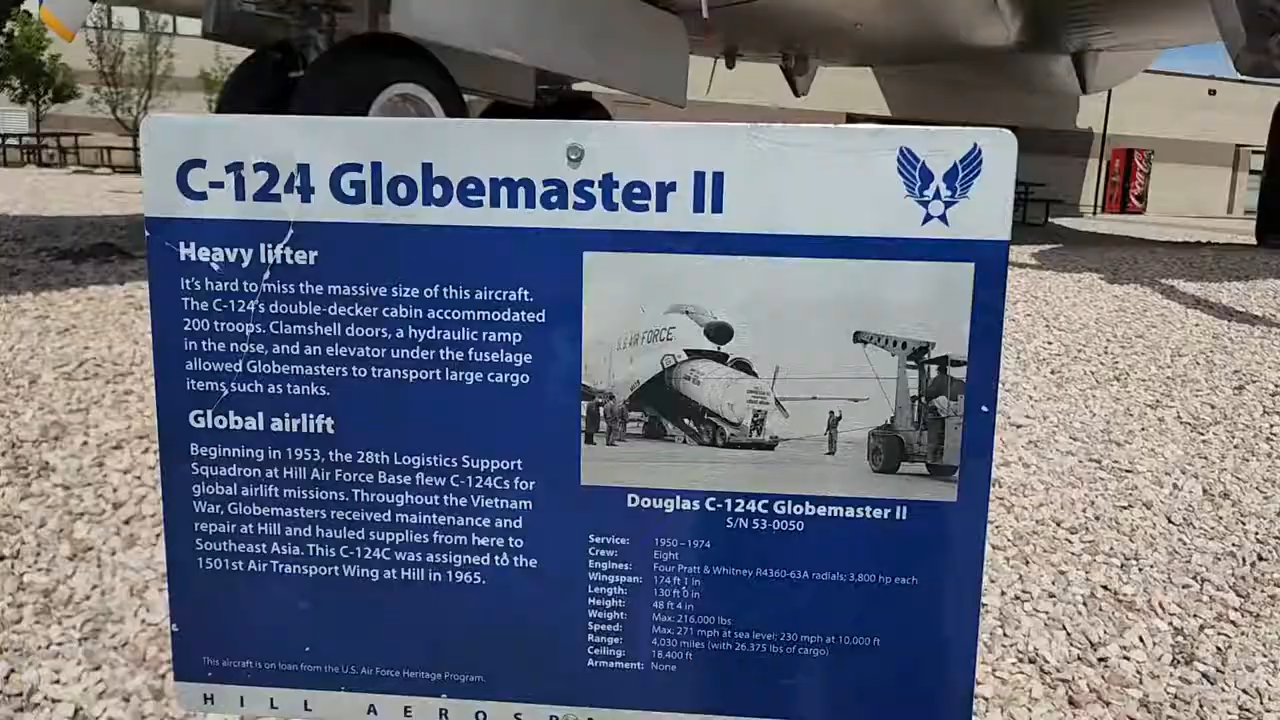 C-124 Globemaster II
Heavy lifter
It's hard to miss the massive size of this aircraft.
The C-124's double-decker cabin accommodated
200 troops. Clamshell doors, a hydraulic ramp
in the nose, and an elevator under the fuselage
allowed Globemasters to transport large cargo
items such as tanks.
Global airlift
Beginning in 1953, the 28th Logistics Support
Squadron at Hill Air Force Base flew C-124Cs for
global airlift missions. Throughout the Vietnam
War, Globemasters received maintenance and
repair at Hill and hauled supplies from here to
Southeast Asia. This C-124C was assigned to the
1501st Air Transport Wing at Hill in 1965.
This aircraft is on loan from the U.S. Air Force Heritage Program.
U.S. AIR FORCE
Douglas C-124C Globemaster II
S/N 53-0050
Service: 1950–1974
Crew: Eight
Engines: Four Pratt & Whitney R4360-63A radials; 3,800 hp each
Wingspan: 174 ft 1 in
Length: 130 ft 0 in
Height: 48 ft 4 in
Weight: Max: 216,000 lbs
Speed: Max: 271 mph at sea level; 230 mph at 10,000 ft
Range: 4,030 miles (with 26,375 lbs of cargo)
Ceiling: 18,400 ft
Armament: None
HILL AEROSP
Coca-Cola